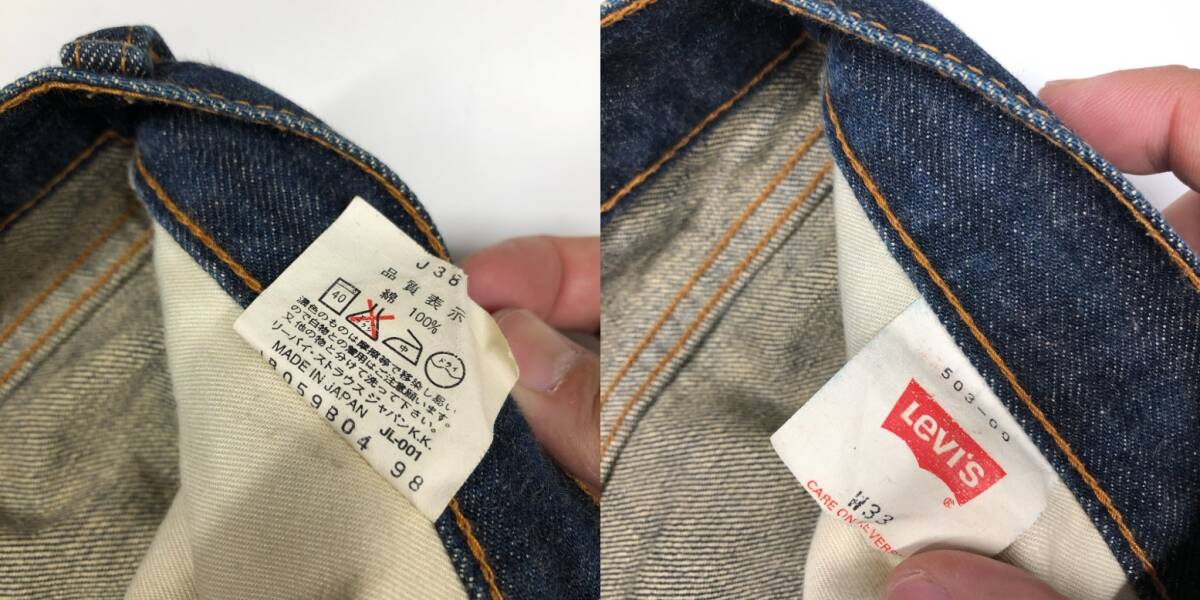 J38
品質表示
綿 100%
40
中
ドライ
濃色のものは摩擦等で移染し易い
ので白物との着用はご注意願います。
又他の物と分けて洗って下さい。
リーバイ・ストラウス ジャパンK.K.
MADE IN JAPAN JL-001
B059B04 98
503-
LEVI'S
®
W33
CARE ON